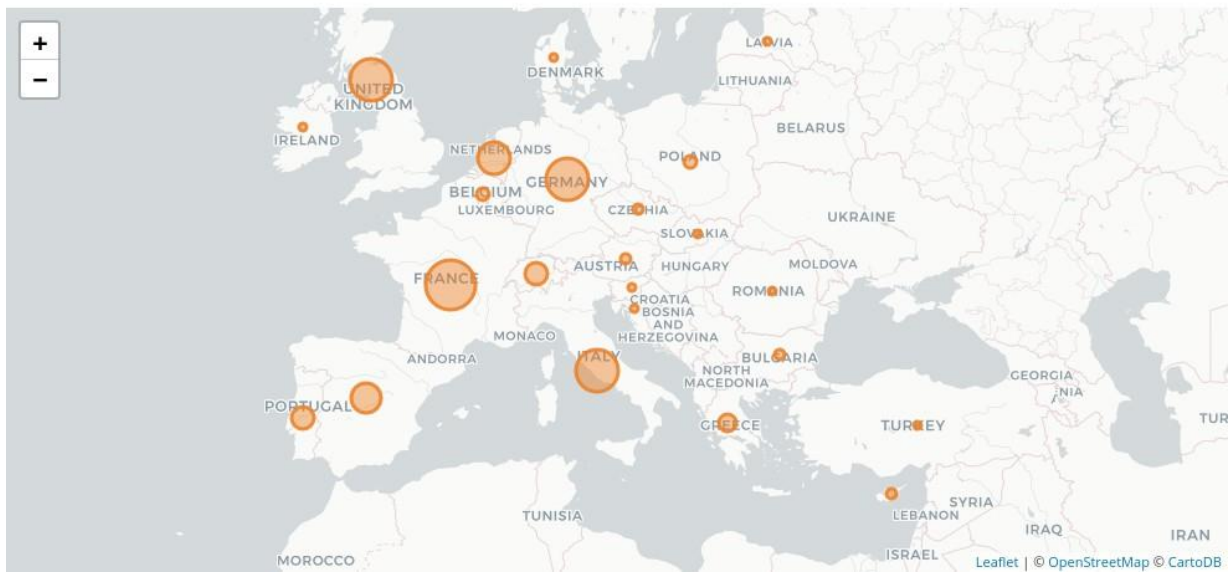 +
−
LATVIA
DENMARK
LITHUANIA
UNITED
KINGDOM
BELARUS
IRELAND
NETHERLANDS
POLAND
GERMANY
BELGIUM
LUXEMBOURG
CZECHIA
UKRAINE
SLOVAKIA
AUSTRIA
HUNGARY
MOLDOVA
FRANCE
ROMANIA
CROATIA
BOSNIA
AND
HERZEGOVINA
MONACO
ITALY
ANDORRA
BULGARIA
NORTH
MACEDONIA
GEORGIA
NIA
PORTUGAL
GREECE
TURKEY
TUR
SYRIA
LEBANON
TUNISIA
IRAQ
IRAN
MOROCCO
ISRAEL
Leaflet | © OpenStreetMap © CartoDB